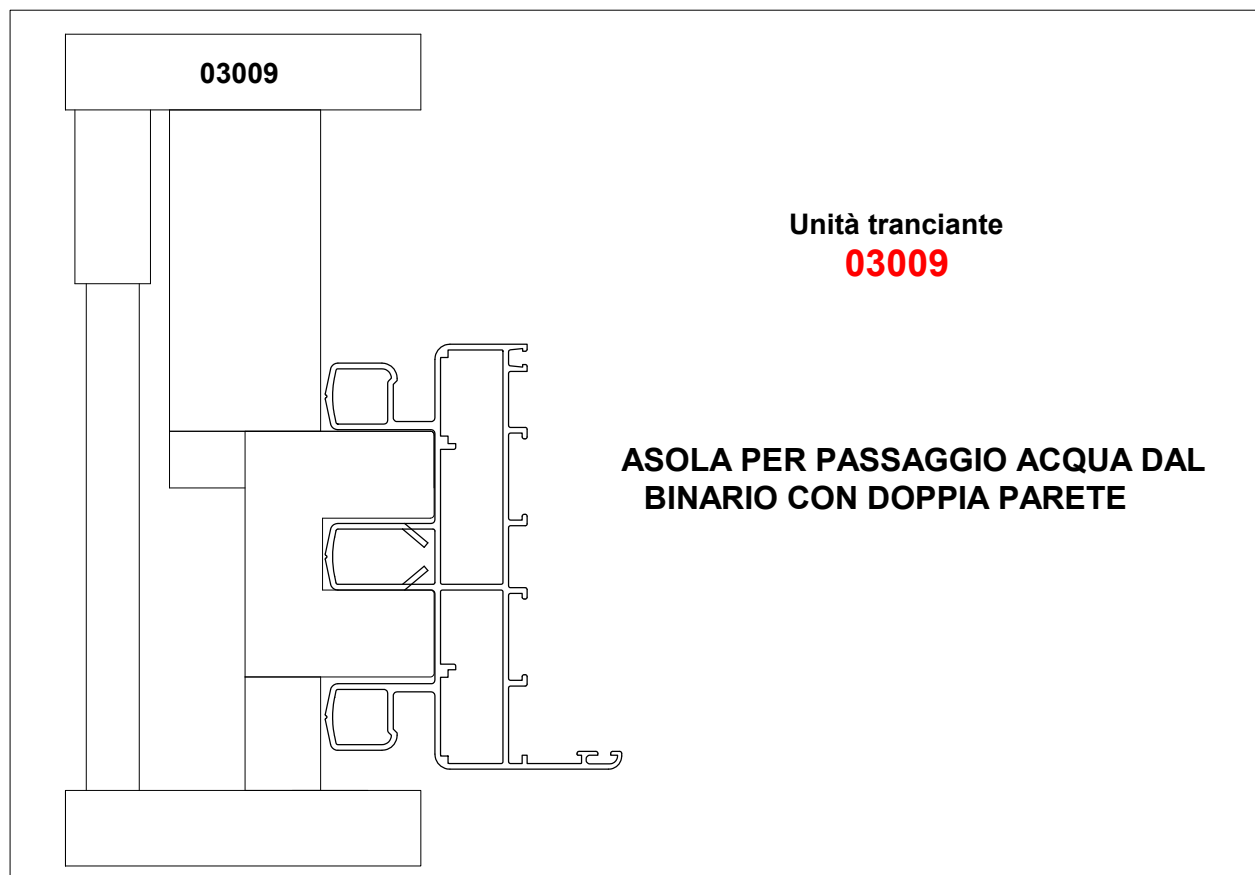 03009
Unità tranciante
03009
ASOLA PER PASSAGGIO ACQUA DAL
BINARIO CON DOPPIA PARETE